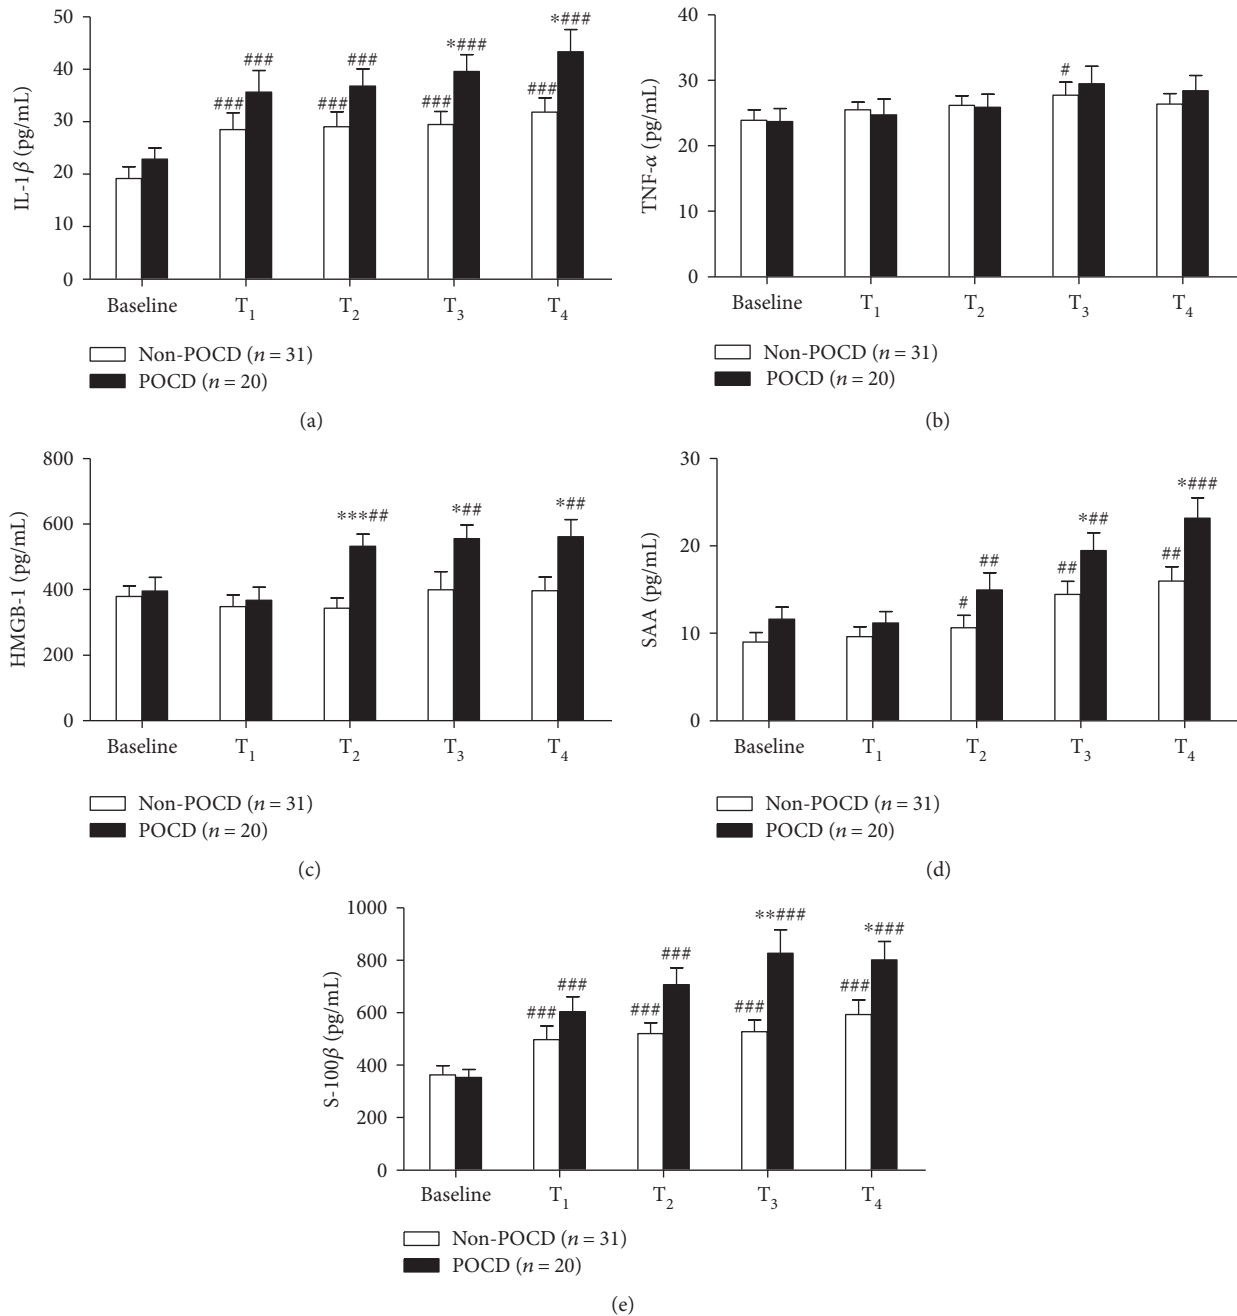 50
40
30
20
10
0
IL-1β (pg/mL)
###
###
###
###
###
*###
###
*###
Baseline T1 T2 T3 T4
Non-POCD (n = 31)
POCD (n = 20)
(a)
40
30
20
10
0
TNF-α (pg/mL)
#
Baseline T1 T2 T3 T4
Non-POCD (n = 31)
POCD (n = 20)
(b)
800
600
400
200
0
HMGB-1 (pg/mL)
***##
*##
*##
Baseline T1 T2 T3 T4
Non-POCD (n = 31)
POCD (n = 20)
(c)
30
20
10
0
SAA (pg/mL)
#
##
##
*##
##
*###
Baseline T1 T2 T3 T4
Non-POCD (n = 31)
POCD (n = 20)
(d)
1000
800
600
400
200
0
S-100β (pg/mL)
###
###
###
###
###
**###
###
*###
Baseline T1 T2 T3 T4
Non-POCD (n = 31)
POCD (n = 20)
(e)